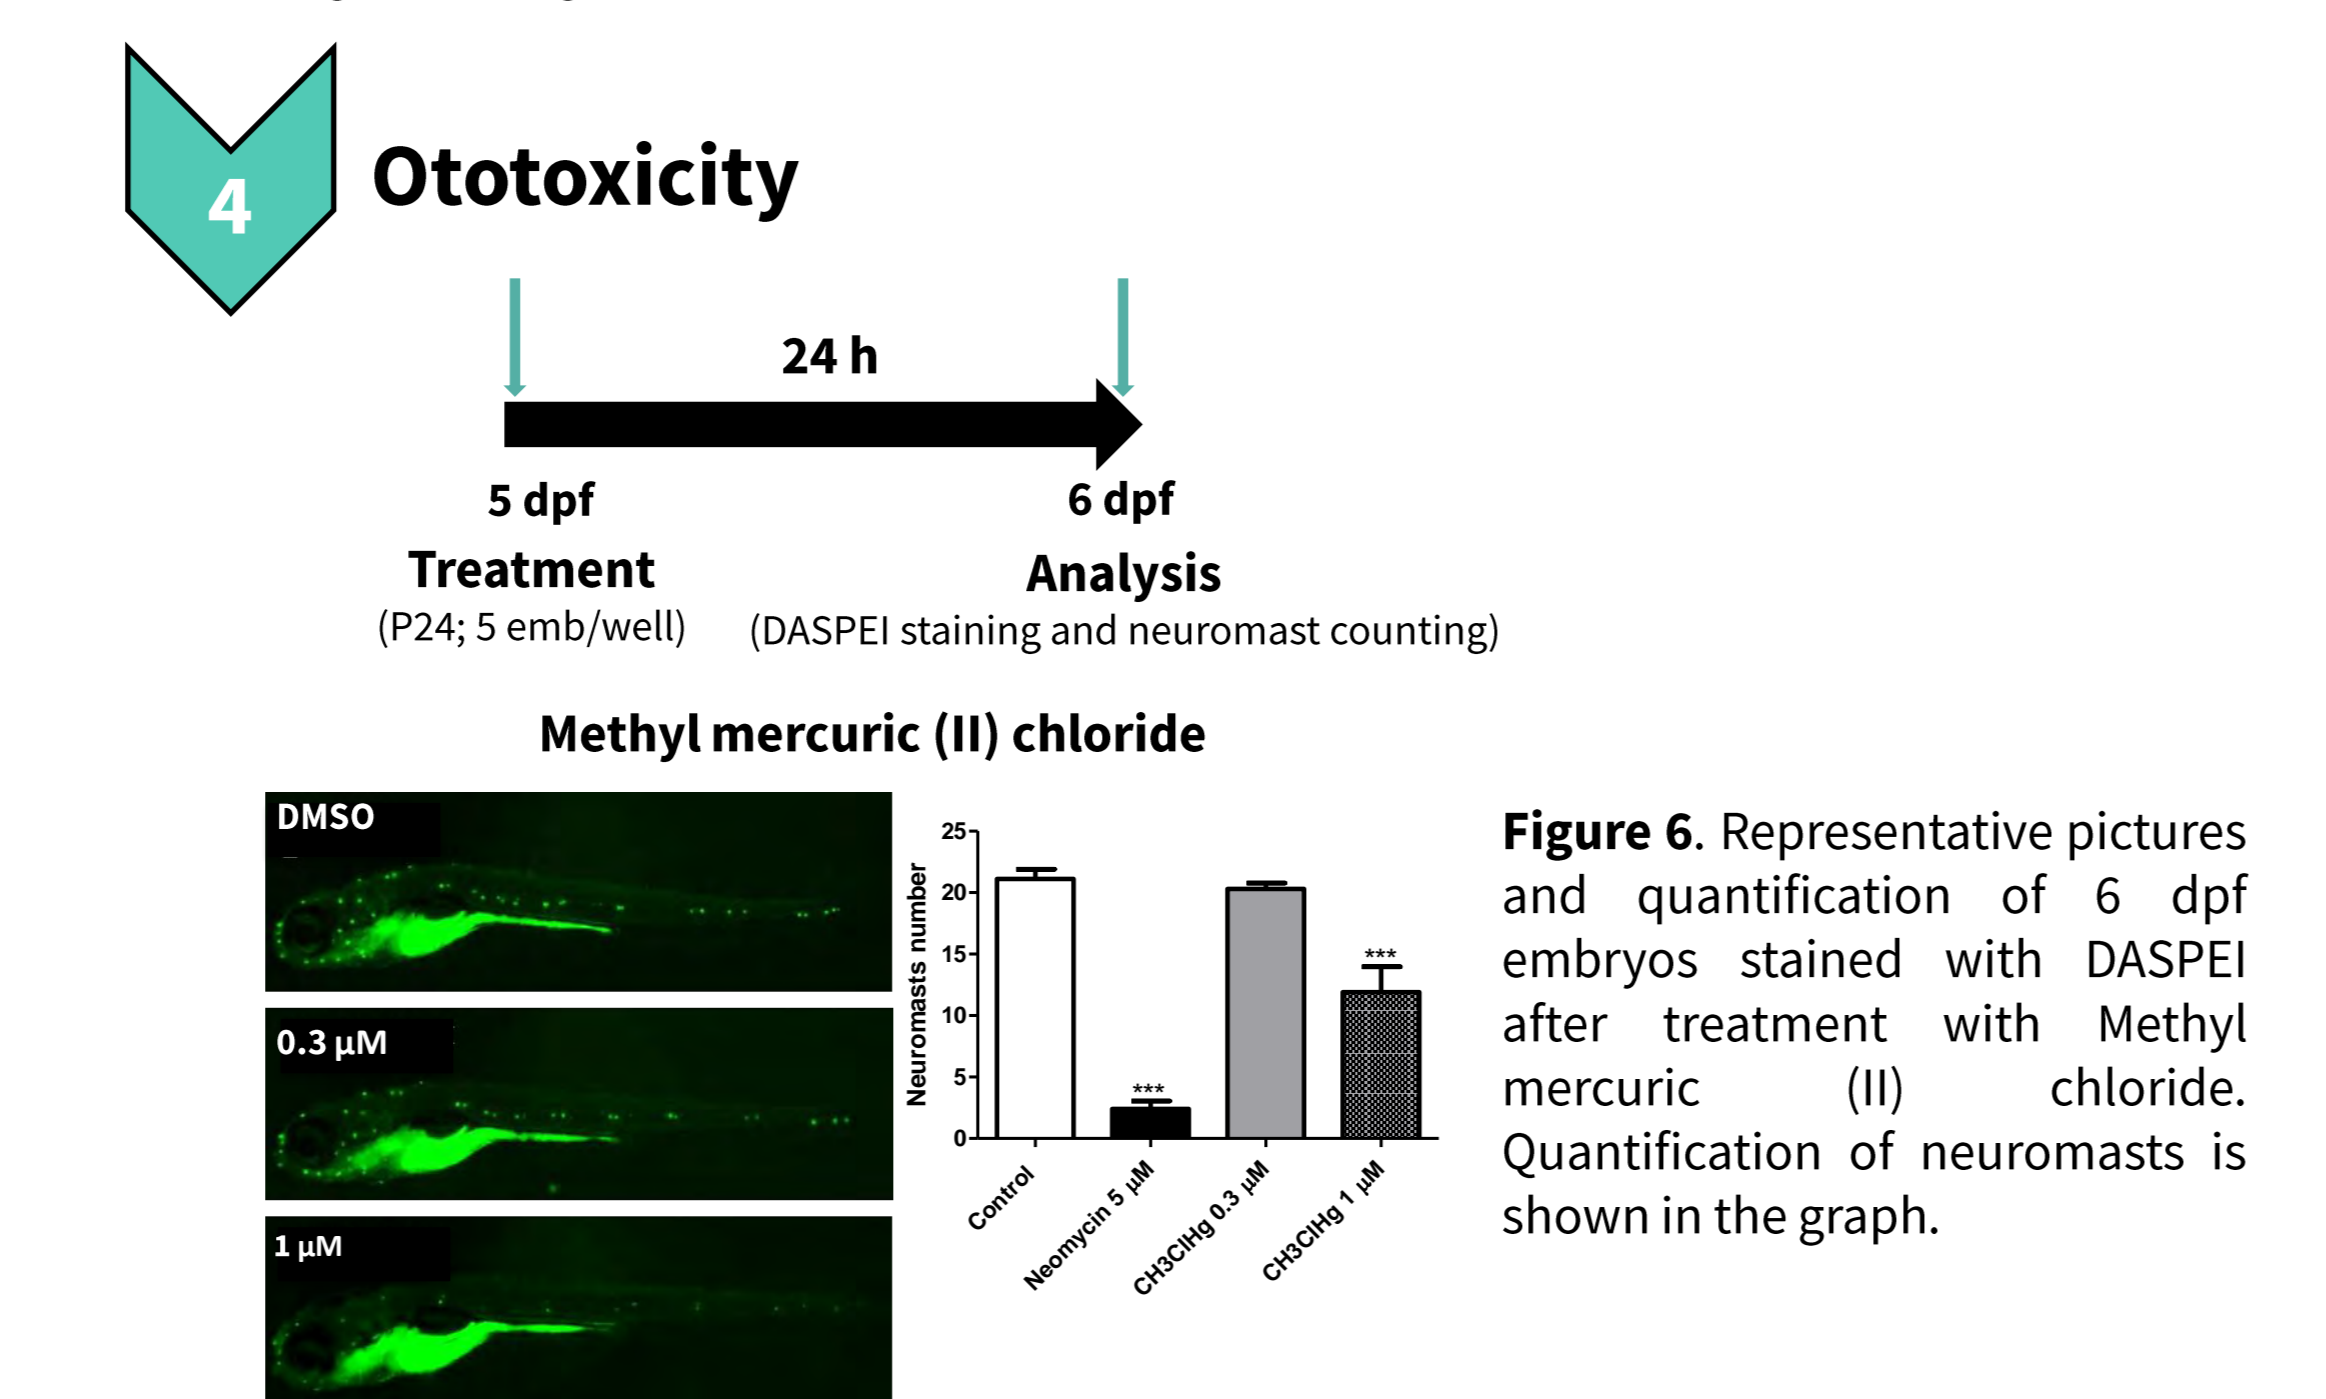 4
Ototoxicity
24 h
5 dpf
6 dpf
Treatment
Analysis
(P24; 5 emb/well)
(DASPEI staining and neuromast counting)
Methyl mercuric (II) chloride
DMSO
0.3 µM
1 µM
Neuromasts number
25
20
15
10
5
0
***
***
Control
Neomycin 5 µM
CH3ClHg 0.3 µM
CH3ClHg 1 µM
Figure 6. Representative pictures
and quantification of 6 dpf
embryos stained with DASPEI
after treatment with Methyl
mercuric (II) chloride.
Quantification of neuromasts is
shown in the graph.